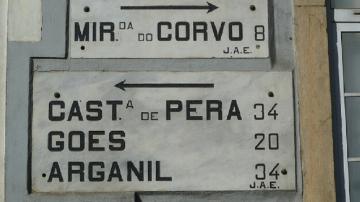 MIR.DA DO CORVO 8
J.A.E.
CAST.A DE PERA 34
GOES 20
ARGANIL 34
J.A.E.